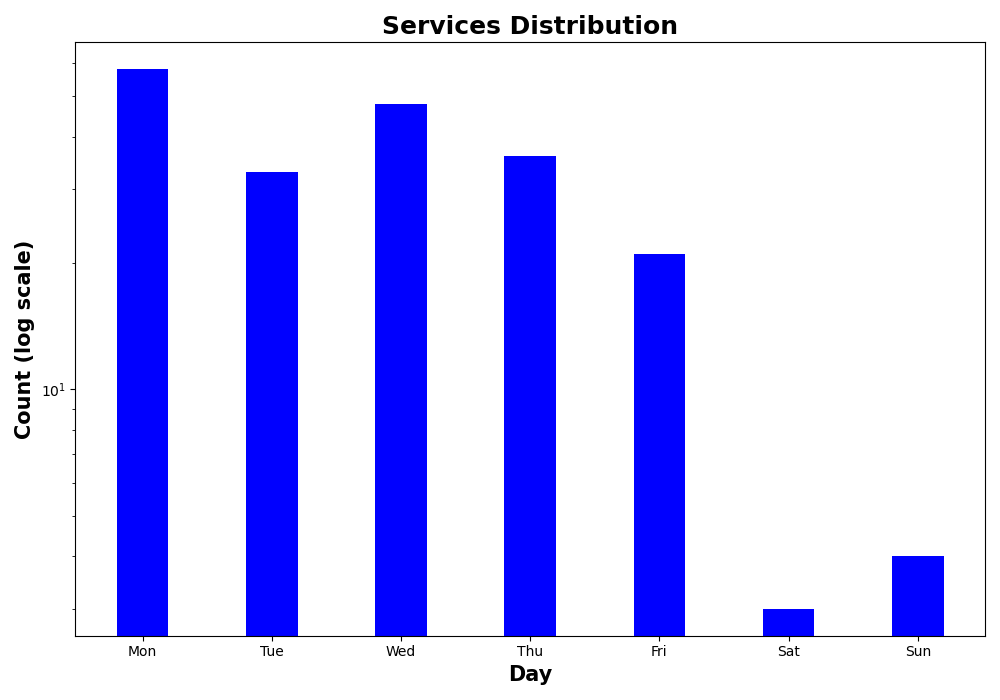 Services Distribution
Count (log scale)
10¹
Mon Tue Wed Thu Fri Sat Sun
Day